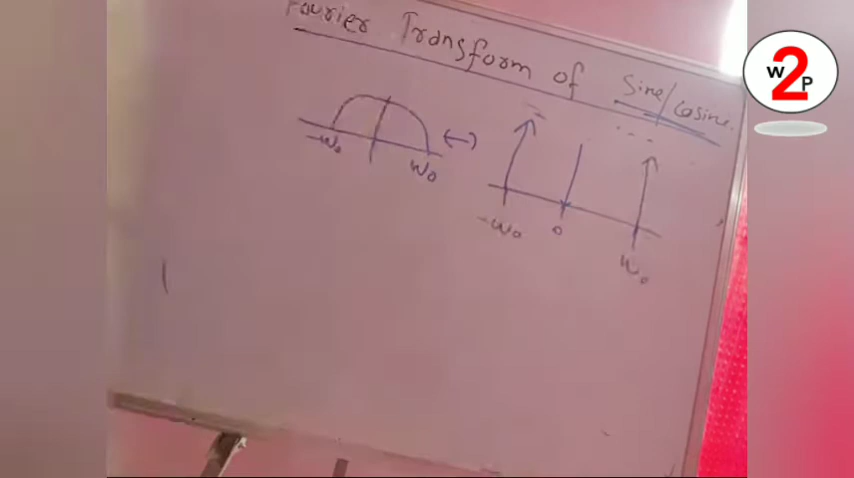 Fourier Transform of Sine/Cosine.
-W₀ W₀ ↔ -W₀ 0 W₀
W2P